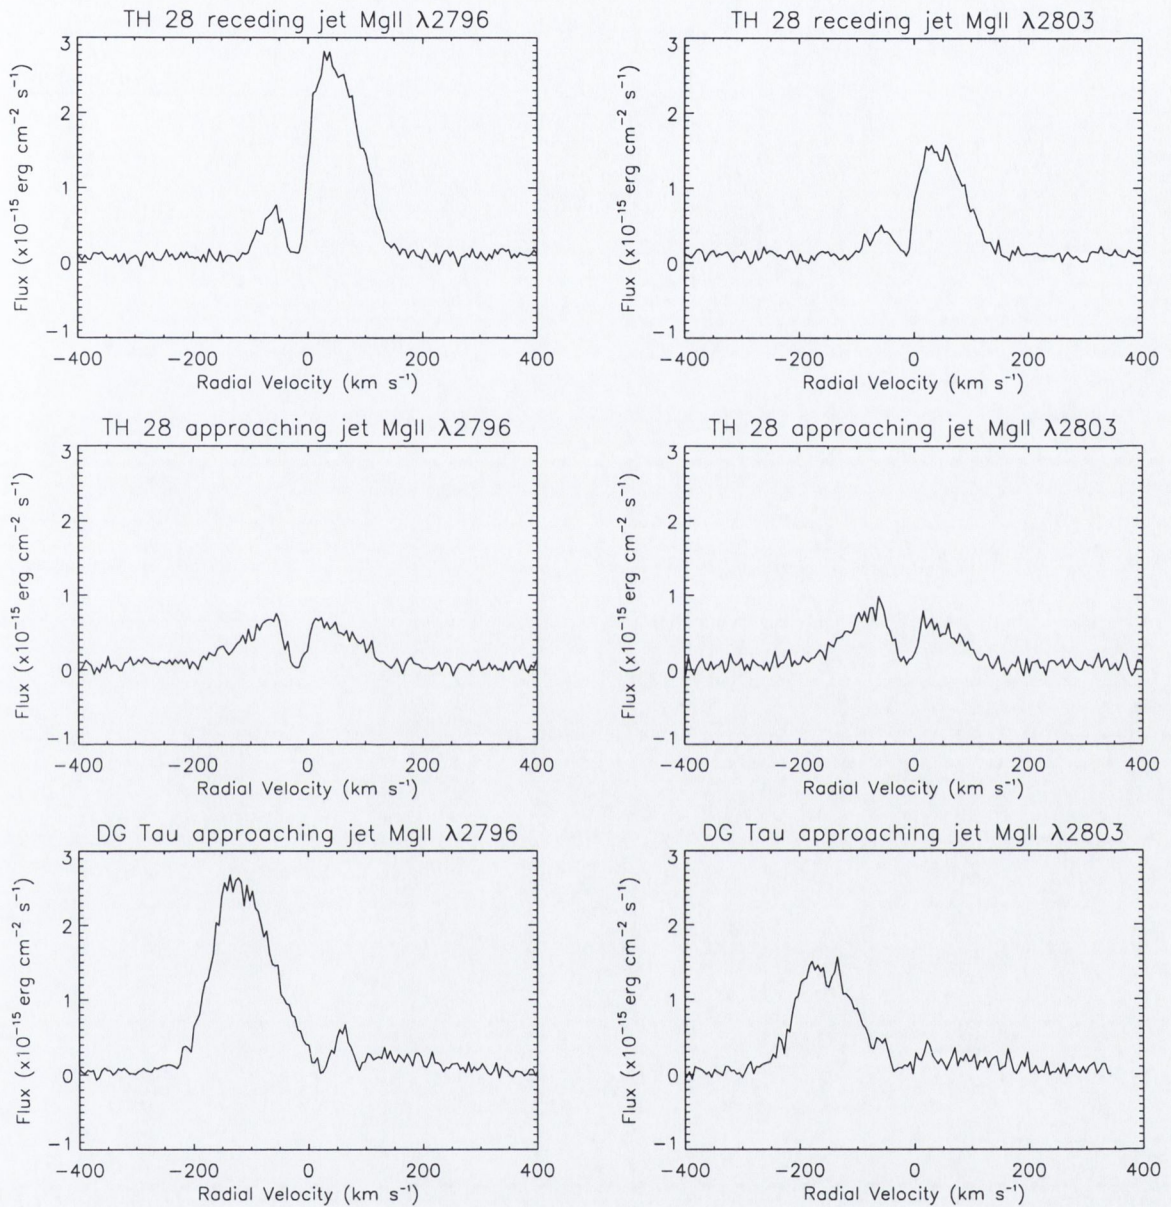 TH 28 receding jet MgII λ2796
3
2
1
0
−1
Flux (x10⁻¹⁵ erg cm⁻² s⁻¹)
−400 −200 0 200 400
Radial Velocity (km s⁻¹)
TH 28 receding jet MgII λ2803
3
2
1
0
−1
Flux (x10⁻¹⁵ erg cm⁻² s⁻¹)
−400 −200 0 200 400
Radial Velocity (km s⁻¹)
TH 28 approaching jet MgII λ2796
3
2
1
0
−1
Flux (x10⁻¹⁵ erg cm⁻² s⁻¹)
−400 −200 0 200 400
Radial Velocity (km s⁻¹)
TH 28 approaching jet MgII λ2803
3
2
1
0
−1
Flux (x10⁻¹⁵ erg cm⁻² s⁻¹)
−400 −200 0 200 400
Radial Velocity (km s⁻¹)
DG Tau approaching jet MgII λ2796
3
2
1
0
−1
Flux (x10⁻¹⁵ erg cm⁻² s⁻¹)
−400 −200 0 200 400
Radial Velocity (km s⁻¹)
DG Tau approaching jet MgII λ2803
3
2
1
0
−1
Flux (x10⁻¹⁵ erg cm⁻² s⁻¹)
−400 −200 0 200 400
Radial Velocity (km s⁻¹)